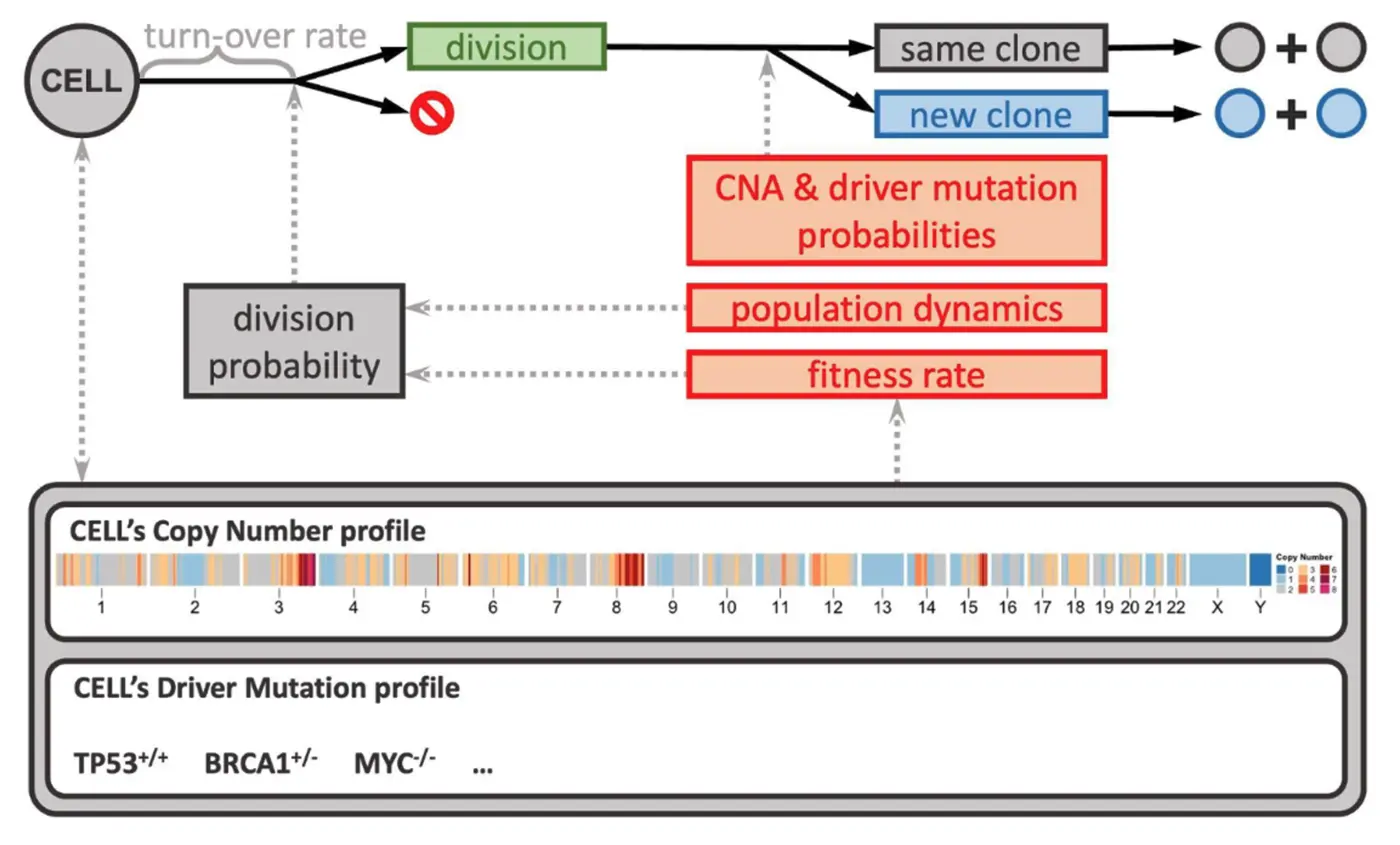 turn-over rate
CELL
division
same clone
+
new clone
+
CNA & driver mutation
probabilities
division
probability
population dynamics
fitness rate
CELL’s Copy Number profile
Copy Number
0 3 6
1 4 7
2 5 8
1 2 3 4 5 6 7 8 9 10 11 12 13 14 15 16 17 18 19 20 21 22 X Y
CELL’s Driver Mutation profile
TP53+/+ BRCA1+/- MYC-/- ...